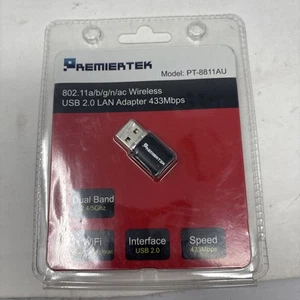 PREMIERTEK
Model: PT-8811AU
802.11a/b/g/n/ac Wireless
USB 2.0 LAN Adapter 433Mbps
PREMIERTEK
Dual Band
WiFi
Interface
USB 2.0
Speed
433Mbps